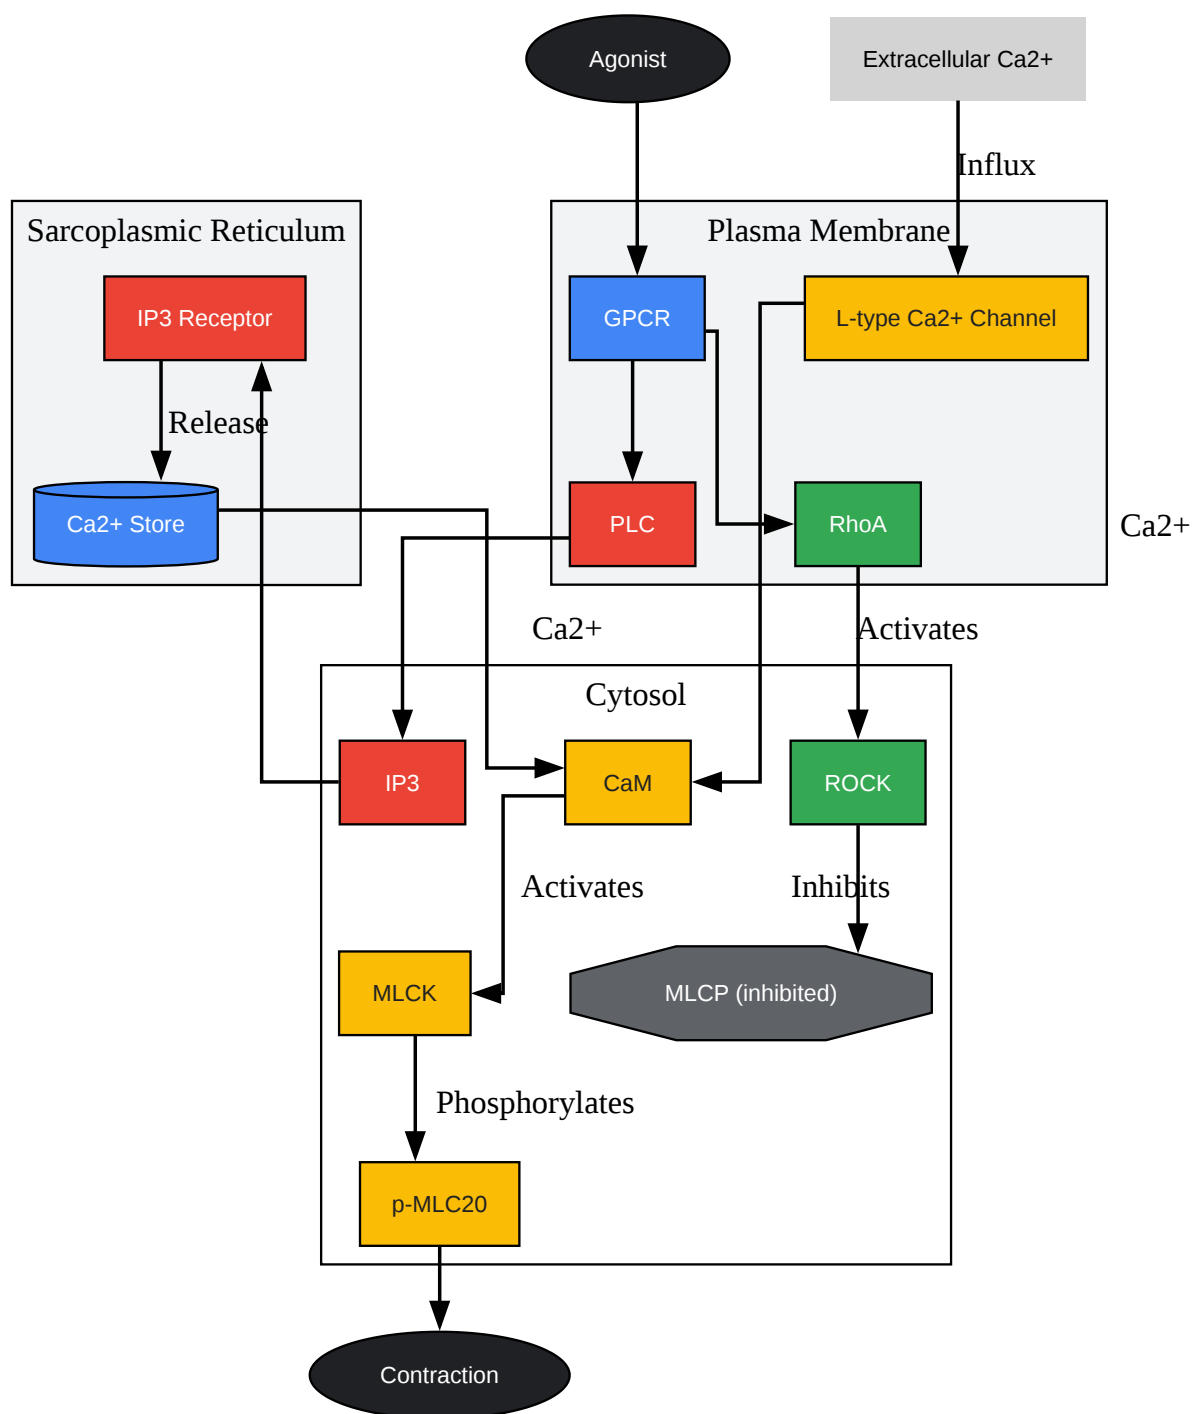 Agonist
Extracellular Ca2+
Influx
Sarcoplasmic Reticulum
Plasma Membrane
IP3 Receptor
GPCR
L-type Ca2+ Channel
Release
Ca2+ Store
PLC
RhoA
Ca2+
Ca2+
Activates
Cytosol
IP3
CaM
ROCK
Activates
Inhibits
MLCK
MLCP (inhibited)
Phosphorylates
p-MLC20
Contraction